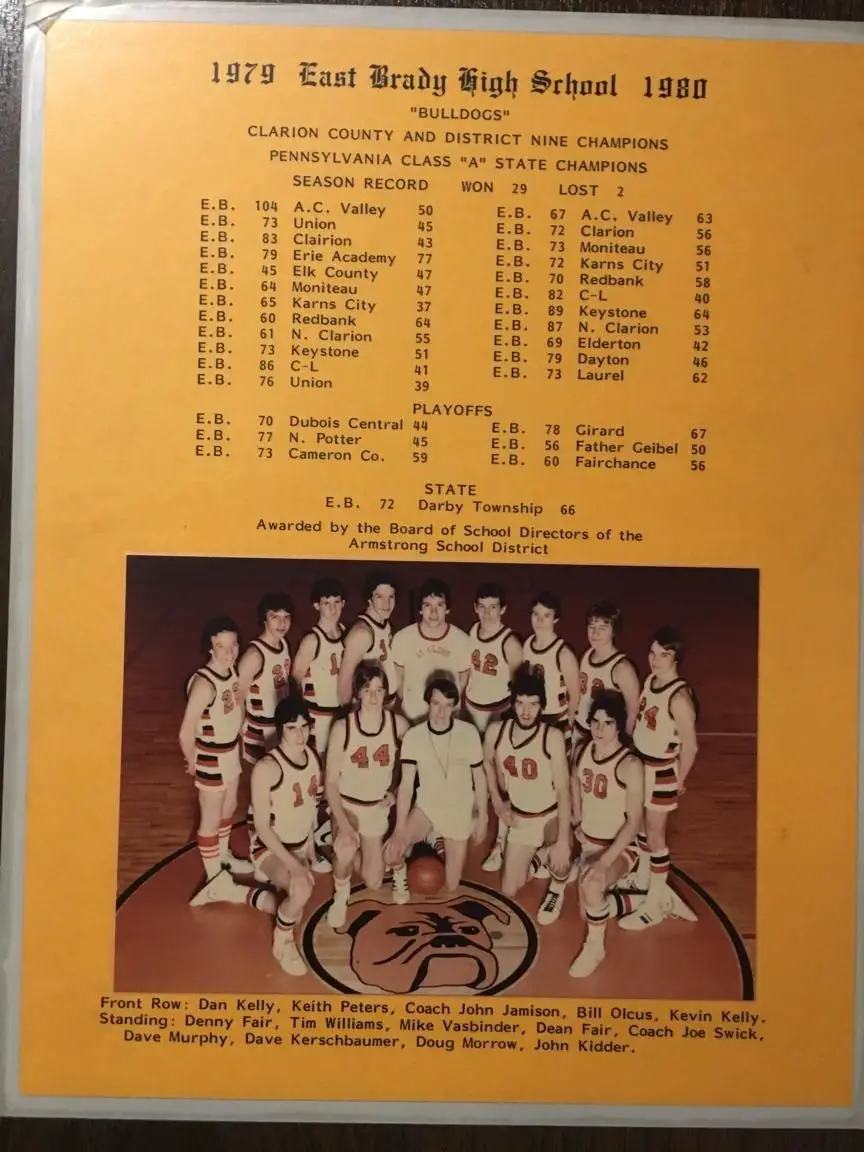 1979 East Brady High School 1980
"BULLDOGS"
CLARION COUNTY AND DISTRICT NINE CHAMPIONS
PENNSYLVANIA CLASS "A" STATE CHAMPIONS
SEASON RECORD WON 29 LOST 2
E.B. 104 A.C. Valley 50
E.B. 73 Union 45
E.B. 83 Clairion 43
E.B. 79 Erie Academy 77
E.B. 45 Elk County 47
E.B. 64 Moniteau 47
E.B. 65 Karns City 37
E.B. 60 Redbank 64
E.B. 61 N. Clarion 55
E.B. 73 Keystone 51
E.B. 86 C-L 41
E.B. 76 Union 39
E.B. 67 A.C. Valley 63
E.B. 72 Clarion 56
E.B. 73 Moniteau 56
E.B. 72 Karns City 51
E.B. 70 Redbank 58
E.B. 82 C-L 40
E.B. 89 Keystone 64
E.B. 87 N. Clarion 53
E.B. 69 Elderton 42
E.B. 79 Dayton 46
E.B. 73 Laurel 62
PLAYOFFS
E.B. 70 Dubois Central 44
E.B. 77 N. Potter 45
E.B. 73 Cameron Co. 59
E.B. 78 Girard 67
E.B. 56 Father Geibel 50
E.B. 60 Fairchance 56
STATE
E.B. 72 Darby Township 66
Awarded by the Board of School Directors of the
Armstrong School District
42
24
14
44
40
30
Front Row: Dan Kelly, Keith Peters, Coach John Jamison, Bill Olcus, Kevin Kelly.
Standing: Denny Fair, Tim Williams, Mike Vasbinder, Dean Fair, Coach Joe Swick,
Dave Murphy, Dave Kerschbaumer, Doug Morrow, John Kidder.